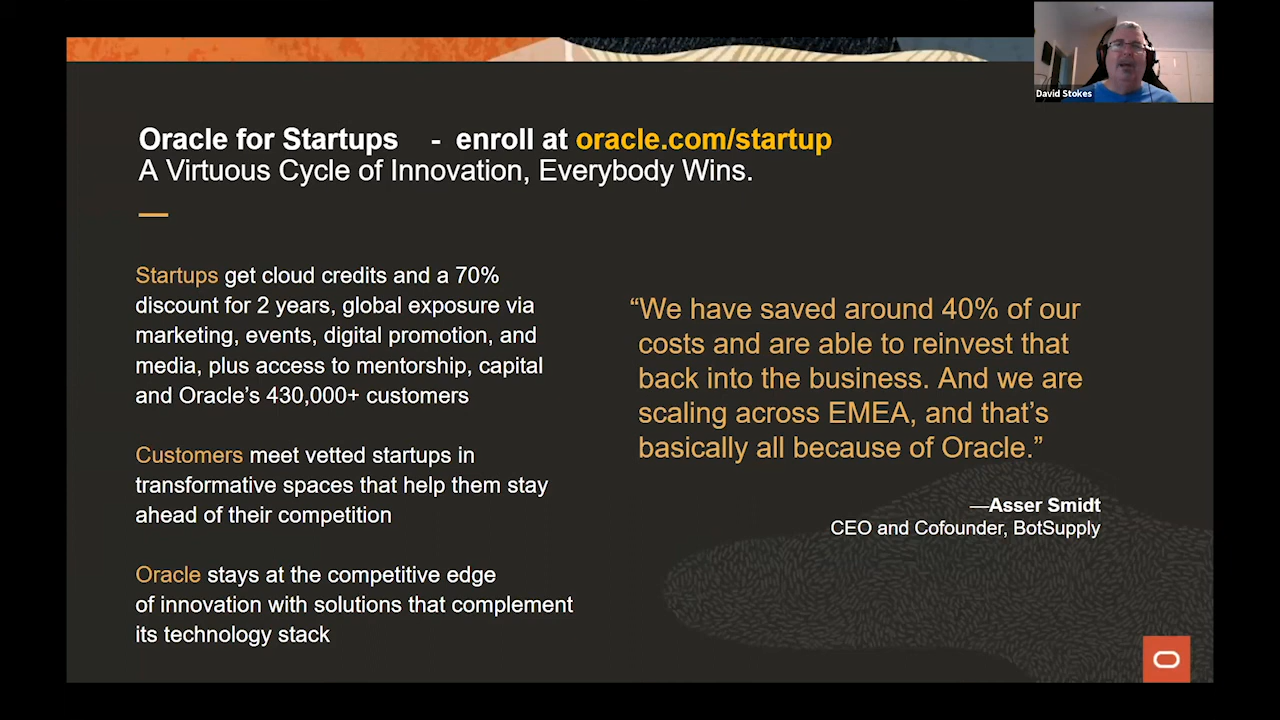 David Stokes
Oracle for Startups - enroll at oracle.com/startup
A Virtuous Cycle of Innovation, Everybody Wins.
Startups get cloud credits and a 70%
discount for 2 years, global exposure via
marketing, events, digital promotion, and
media, plus access to mentorship, capital
and Oracle’s 430,000+ customers
Customers meet vetted startups in
transformative spaces that help them stay
ahead of their competition
Oracle stays at the competitive edge
of innovation with solutions that complement
its technology stack
“We have saved around 40% of our
costs and are able to reinvest that
back into the business. And we are
scaling across EMEA, and that’s
basically all because of Oracle.”
—Asser Smidt
CEO and Cofounder, BotSupply